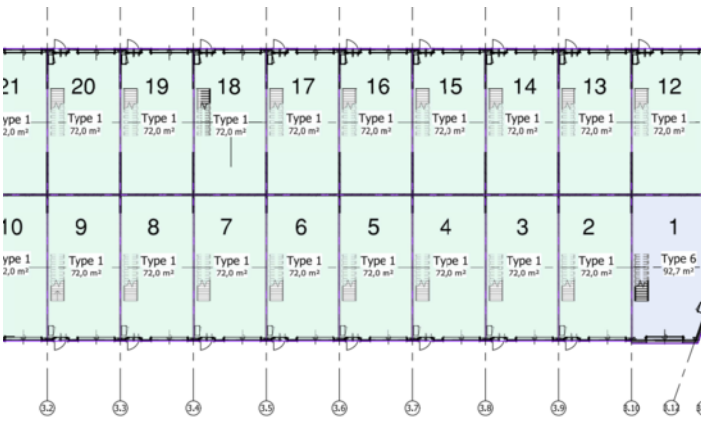 21 20 19 18 17 16 15 14 13 12
ype 1 Type 1 Type 1 Type 1 Type 1 Type 1 Type 1 Type 1 Type 1 Type 1
2,0 m² 72,0 m² 72,0 m² 72,0 m² 72,0 m² 72,0 m² 72,0 m² 72,0 m² 72,0 m² 72,0 m²
10 9 8 7 6 5 4 3 2 1
ype 1 Type 1 Type 1 Type 1 Type 1 Type 1 Type 1 Type 1 Type 1 Type 6
2,0 m² 72,0 m² 72,0 m² 72,0 m² 72,0 m² 72,0 m² 72,0 m² 72,0 m² 72,0 m² 92,7 m²
3.2 3.3 3.4 3.5 3.6 3.7 3.8 3.9 3.10 3.12